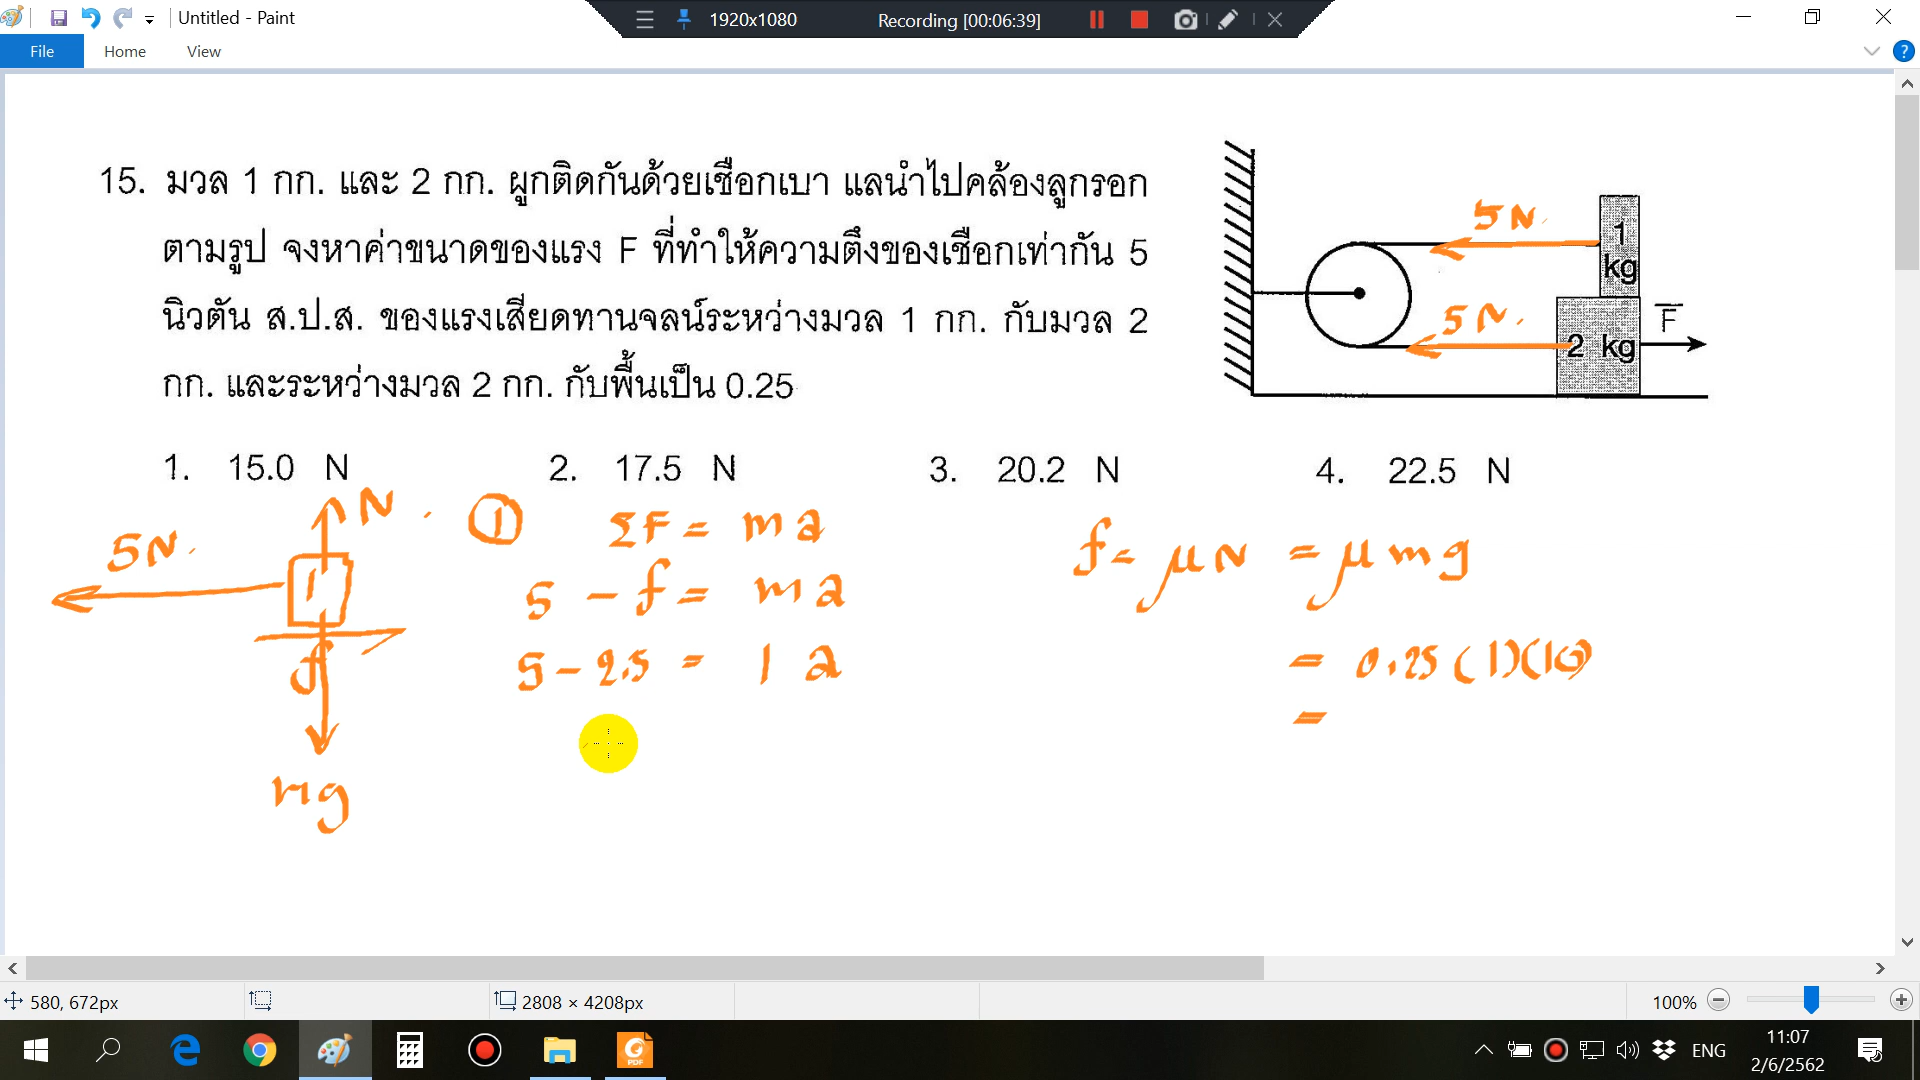 Untitled - Paint
1920x1080
Recording [00:06:39]
File Home View
15. มวล 1 กก. และ 2 กก. ผูกติดกันด้วยเชือกเบา แลนำไปคล้องลูกรอก
ตามรูป จงหาค่าขนาดของแรง F ที่ทำให้ความตึงของเชือกเท่ากัน 5
นิวตัน ส.ป.ส. ของแรงเสียดทานจลน์ระหว่างมวล 1 กก. กับมวล 2
กก. และระหว่างมวล 2 กก. กับพื้นเป็น 0.25
5N.
1
kg
5N.
2 kg
F
1. 15.0 N 2. 17.5 N 3. 20.2 N 4. 22.5 N
N.
5N.
1
f
mg
① ΣF = ma
5 - f = ma
5 - 2.5 = 1 a
f = μN = μmg
= 0.25 (1)(10)
=
580, 672px
2808 × 4208px
100%
PDF
ENG
11:07
2/6/2562